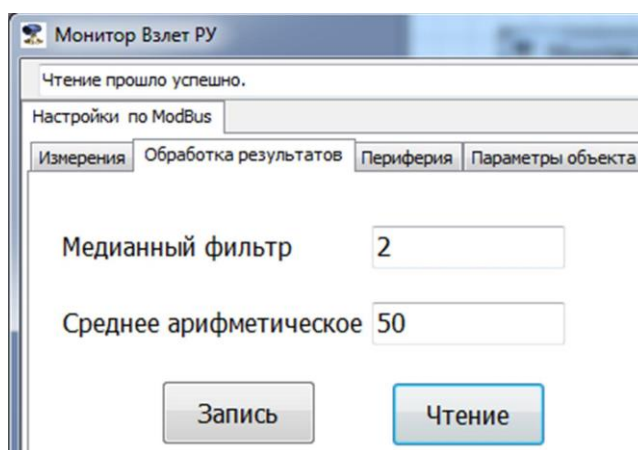 Монитор Взлет РУ
Чтение прошло успешно.
Настройки по ModBus
Измерения Обработка результатов Периферия Параметры объекта
Медианный фильтр 2
Среднее арифметическое 50
Запись Чтение